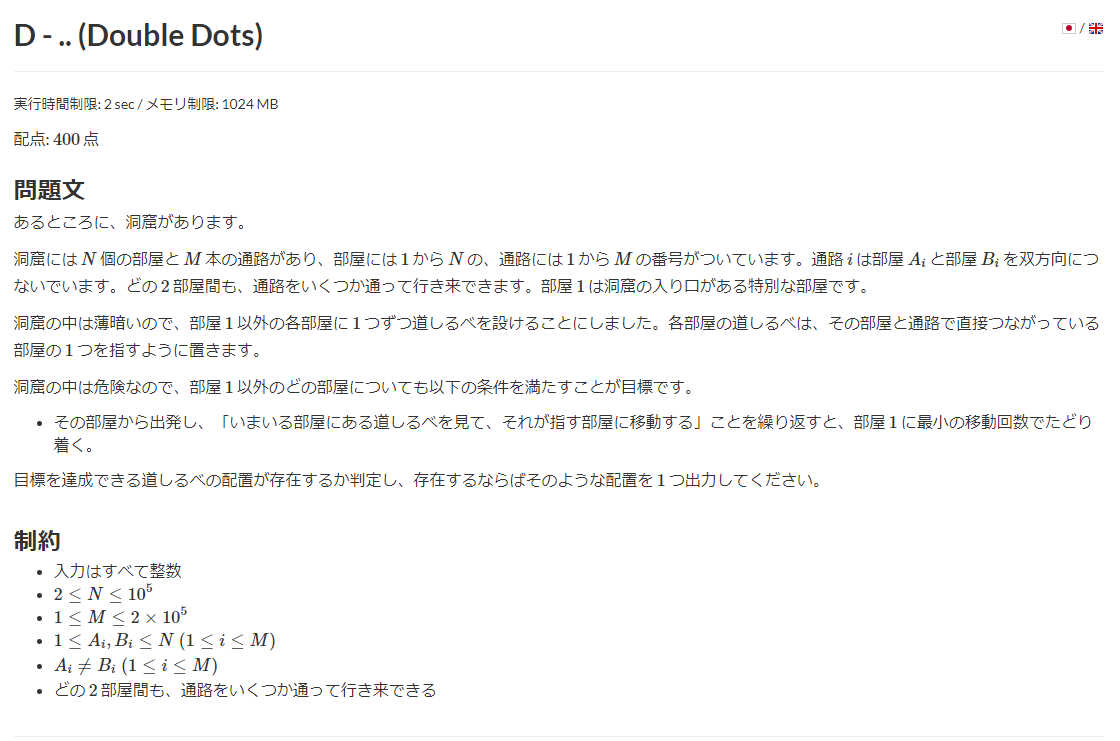 D - .. (Double Dots)
/
実行時間制限: 2 sec / メモリ制限: 1024 MB
配点: 400 点
問題文
あるところに、洞窟があります。
洞窟には N 個の部屋と M 本の通路があり、部屋には 1 から N の、通路には 1 から M の番号がついています。通路 i は部屋 Aᵢ と部屋 Bᵢ を双方向につ
ないでいます。どの 2 部屋間も、通路をいくつか通って行き来できます。部屋 1 は洞窟の入り口がある特別な部屋です。
洞窟の中は薄暗いので、部屋 1 以外の各部屋に 1 つずつ道しるべを設けることにしました。各部屋の道しるべは、その部屋と通路で直接つながっている
部屋の 1 つを指すように置きます。
洞窟の中は危険なので、部屋 1 以外のどの部屋についても以下の条件を満たすことが目標です。
• その部屋から出発し、「いまいる部屋にある道しるべを見て、それが指す部屋に移動する」ことを繰り返すと、部屋 1 に最小の移動回数でたどり
着く。
目標を達成できる道しるべの配置が存在するか判定し、存在するならばそのような配置を 1 つ出力してください。
制約
• 入力はすべて整数
• 2 ≤ N ≤ 10⁵
• 1 ≤ M ≤ 2 × 10⁵
• 1 ≤ Aᵢ, Bᵢ ≤ N (1 ≤ i ≤ M)
• Aᵢ ≠ Bᵢ (1 ≤ i ≤ M)
• どの 2 部屋間も、通路をいくつか通って行き来できる